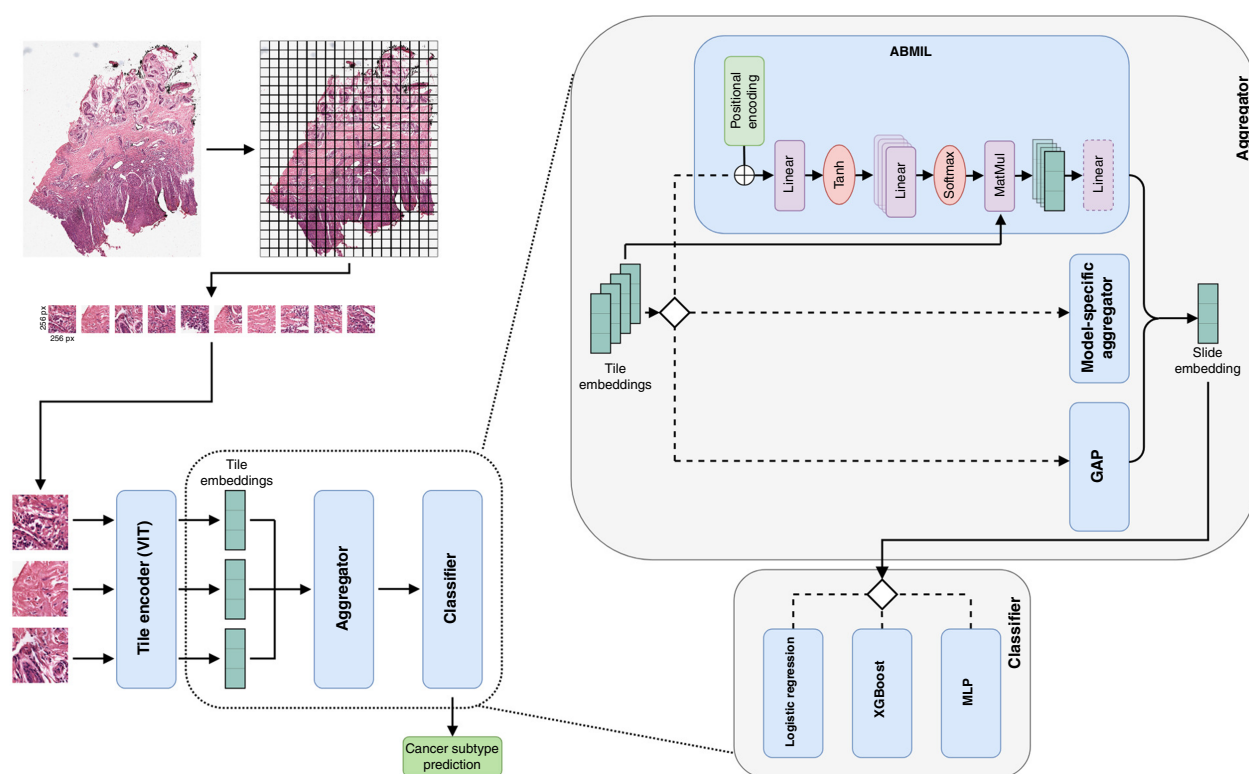 256 px
256 px
Tile
embeddings
Tile encoder (VIT)
Aggregator
Classifier
Cancer subtype
prediction
Aggregator
ABMIL
Positional
encoding
Linear
Tanh
Linear
Softmax
MatMul
Linear
Tile
embeddings
Model-specific
aggregator
GAP
Slide
embedding
Classifier
Logistic regression
XGBoost
MLP